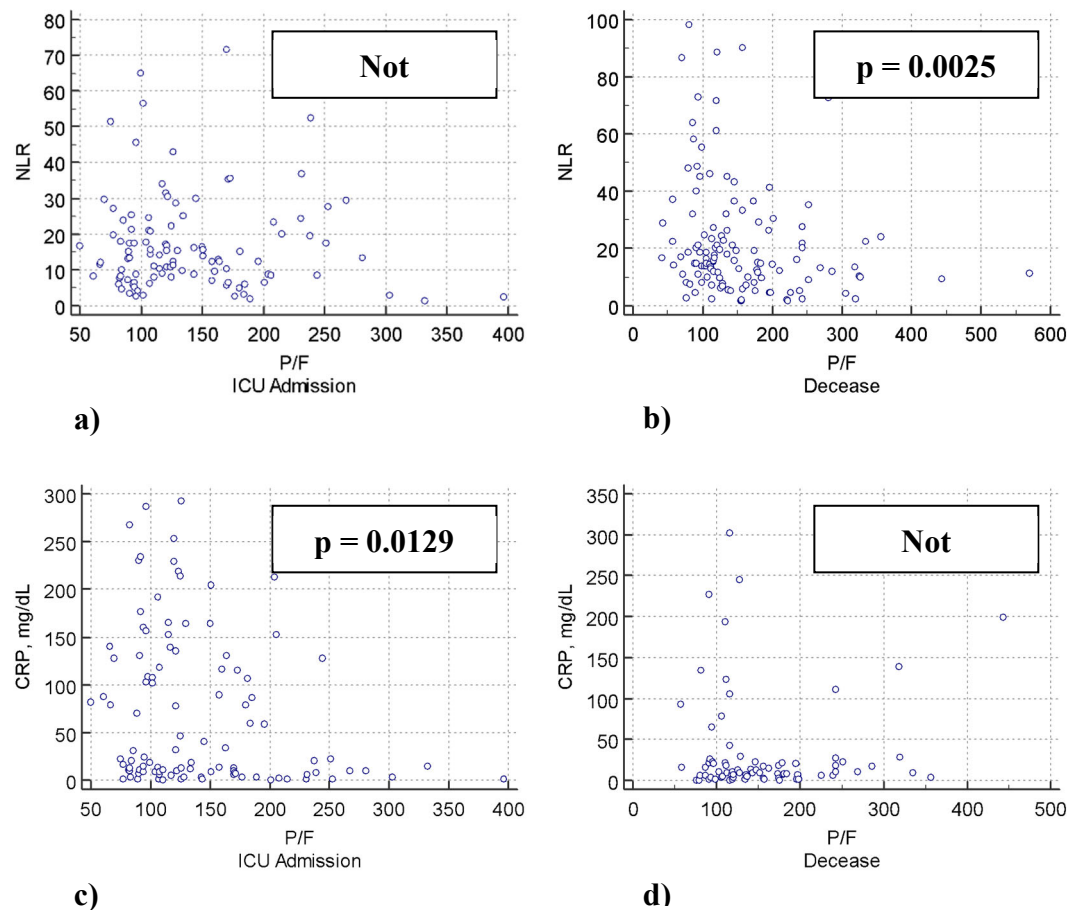 80
70
60
50
40
30
20
10
0
NLR
Not
50 100 150 200 250 300 350 400
P/F
ICU Admission
a)
100
80
60
40
20
0
NLR
p = 0.0025
0 100 200 300 400 500 600
P/F
Decease
b)
300
250
200
150
100
50
0
CRP, mg/dL
p = 0.0129
50 100 150 200 250 300 350 400
P/F
ICU Admission
c)
350
300
250
200
150
100
50
0
CRP, mg/dL
Not
0 100 200 300 400 500
P/F
Decease
d)